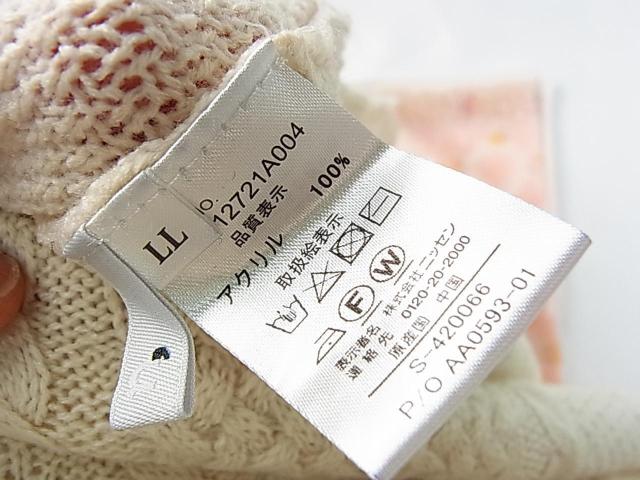 LL
O. 12721A004
品質表示
アクリル 100%
取扱絵表示
F W
表示者名 株式会社 ニッセン
連絡先 0120-20-2000
原産国 中国
S-420066
P/O AA0593-01